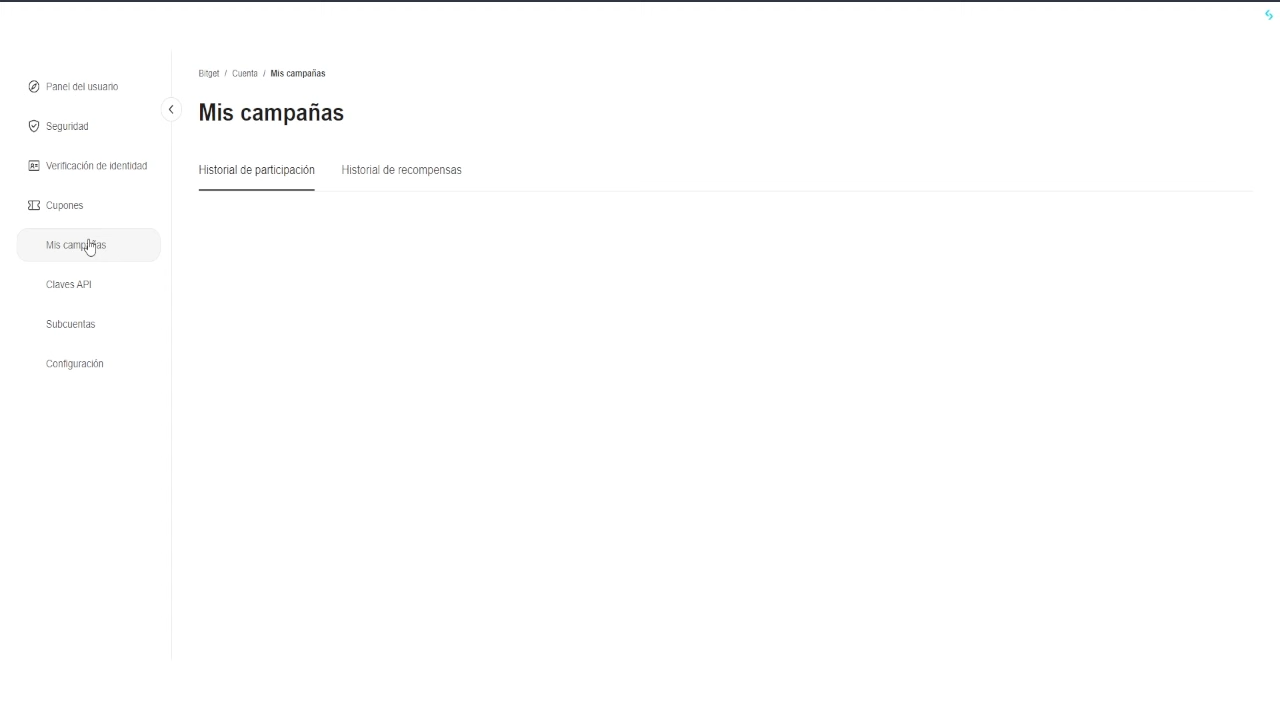 Bitget / Cuenta / Mis campañas
Mis campañas
Historial de participación
Historial de recompensas
Panel del usuario
Seguridad
Verificación de identidad
Cupones
Mis campañas
Claves API
Subcuentas
Configuración